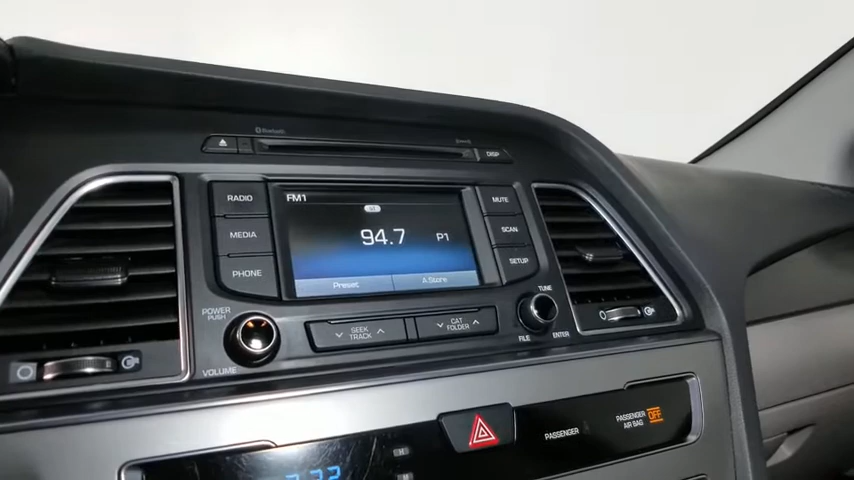 Bluetooth
DISP
RADIO
MEDIA
PHONE
FM1
94.7
P1
Preset
A.Store
MUTE
SCAN
SETUP
POWER
PUSH
VOLUME
SEEK
TRACK
CAT
FOLDER
TUNE
FILE
ENTER
PASSENGER
PASSENGER
AIR BAG
OFF